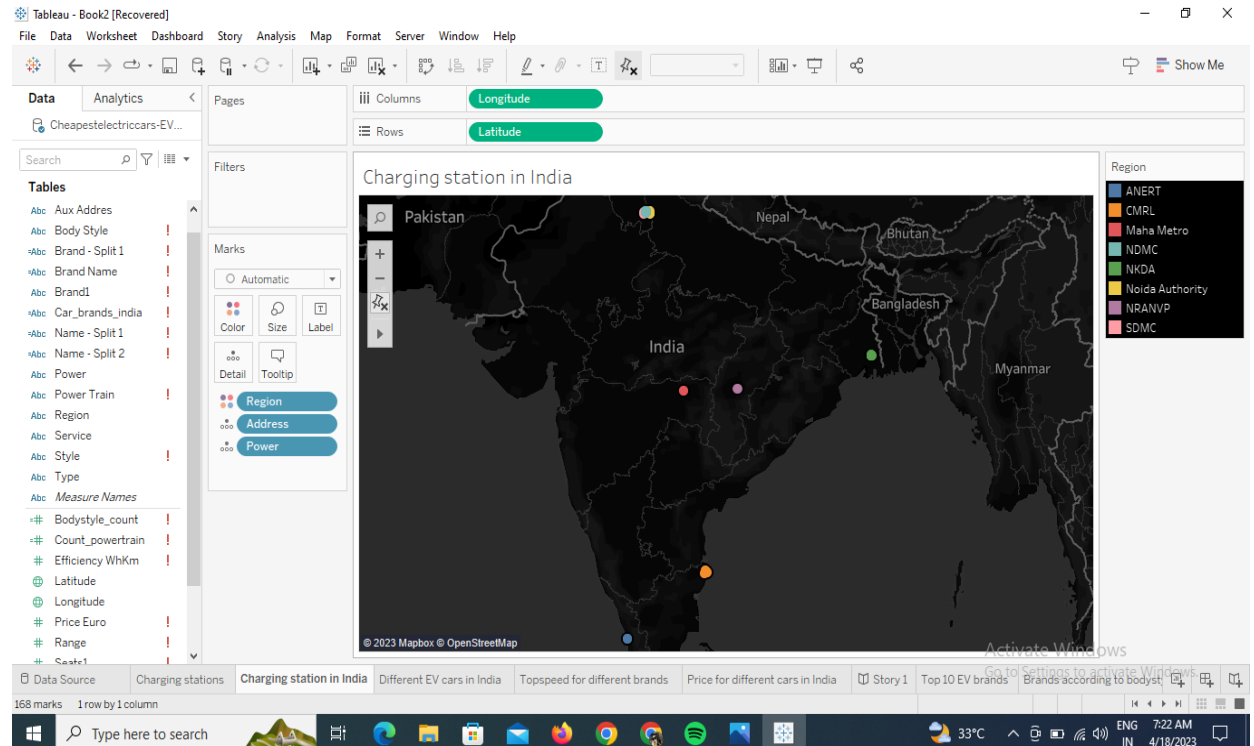 Tableau - Book2 [Recovered]
File Data Worksheet Dashboard Story Analysis Map Format Server Window Help
Show Me
Data Analytics
Cheapestelectriccars-EV...
Search
Tables
Abc Aux Addres
Abc Body Style !
=Abc Brand - Split 1 !
=Abc Brand Name !
Abc Brand1 !
=Abc Car_brands_india !
=Abc Name - Split 1 !
=Abc Name - Split 2 !
Abc Power
Abc Power Train !
Abc Region
Abc Service
Abc Style !
Abc Type
Abc Measure Names
=# Bodystyle_count !
=# Count_powertrain !
# Efficiency WhKm !
Latitude
Longitude
# Price Euro !
# Range !
# Seats1
Pages
Filters
Marks
Automatic
Color Size Label
Detail Tooltip
Region
Address
Power
Columns Longitude
Rows Latitude
Charging station in India
Pakistan
Nepal
Bhutan
Bangladesh
India
Myanmar
© 2023 Mapbox © OpenStreetMap
Region
ANERT
CMRL
Maha Metro
NDMC
NKDA
Noida Authority
NRANVP
SDMC
Activate Windows
Go to Settings to activate Windows.
Data Source Charging stations Charging station in India Different EV cars in India Topspeed for different brands Price for different cars in India Story 1 Top 10 EV brands Brands according to bodysty
168 marks 1 row by 1 column
Type here to search
33°C
ENG
IN
7:22 AM
4/18/2023